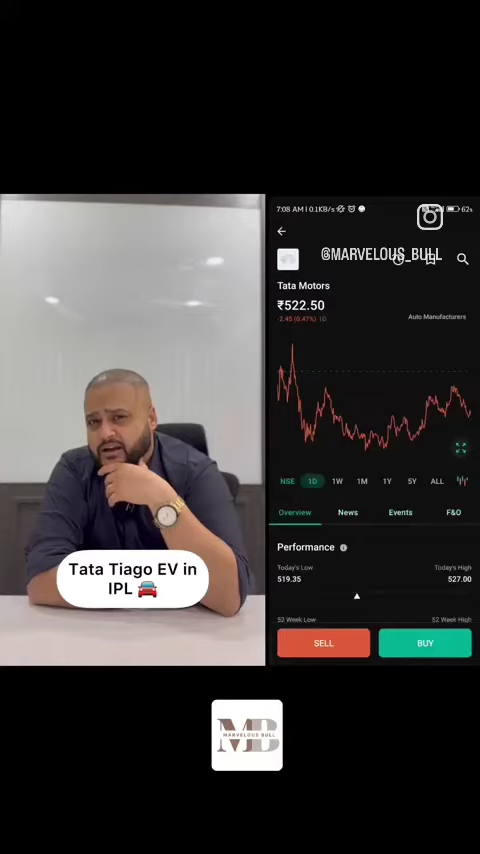 7:08 AM | 0.1KB/s
62
@MARVELOUS_BULL
Tata Motors
₹522.50
-2.45 (0.47%) 1D
Auto Manufacturers
NSE 1D 1W 1M 1Y 5Y ALL
Overview News Events F&O
Performance
Today's Low Today's High
519.35 527.00
52 Week Low 52 Week High
SELL BUY
Tata Tiago EV in
IPL 🚘
MB
MARVELOUS BULL